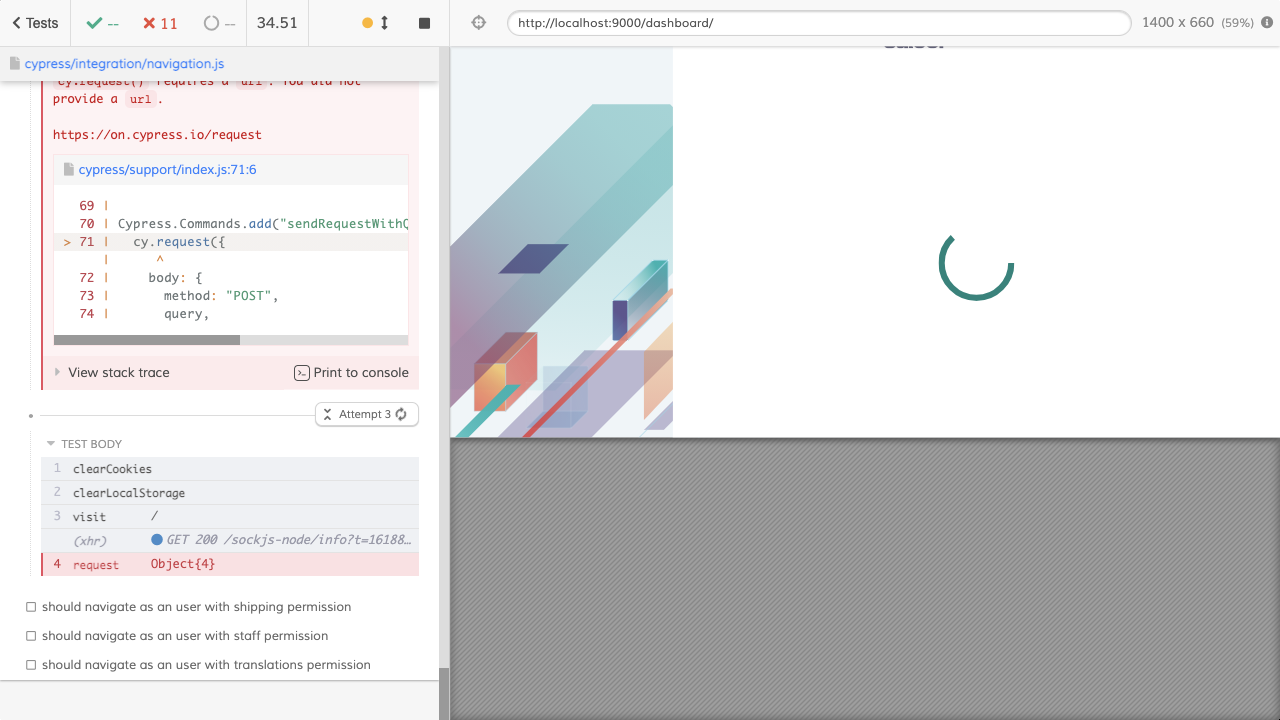 Tests
--
11
--
34.51
http://localhost:9000/dashboard/
1400 x 660 (59%)
cypress/integration/navigation.js
cy.request() requires a url. You did not
provide a url.
https://on.cypress.io/request
cypress/support/index.js:71:6
69 |
70 | Cypress.Commands.add("sendRequestWithQ
> 71 | cy.request({
| ^
72 | body: {
73 | method: "POST",
74 | query,
View stack trace
Print to console
Attempt 3
TEST BODY
1 clearCookies
2 clearLocalStorage
3 visit /
(xhr) GET 200 /sockjs-node/info?t=16188…
4 request Object{4}
should navigate as an user with shipping permission
should navigate as an user with staff permission
should navigate as an user with translations permission